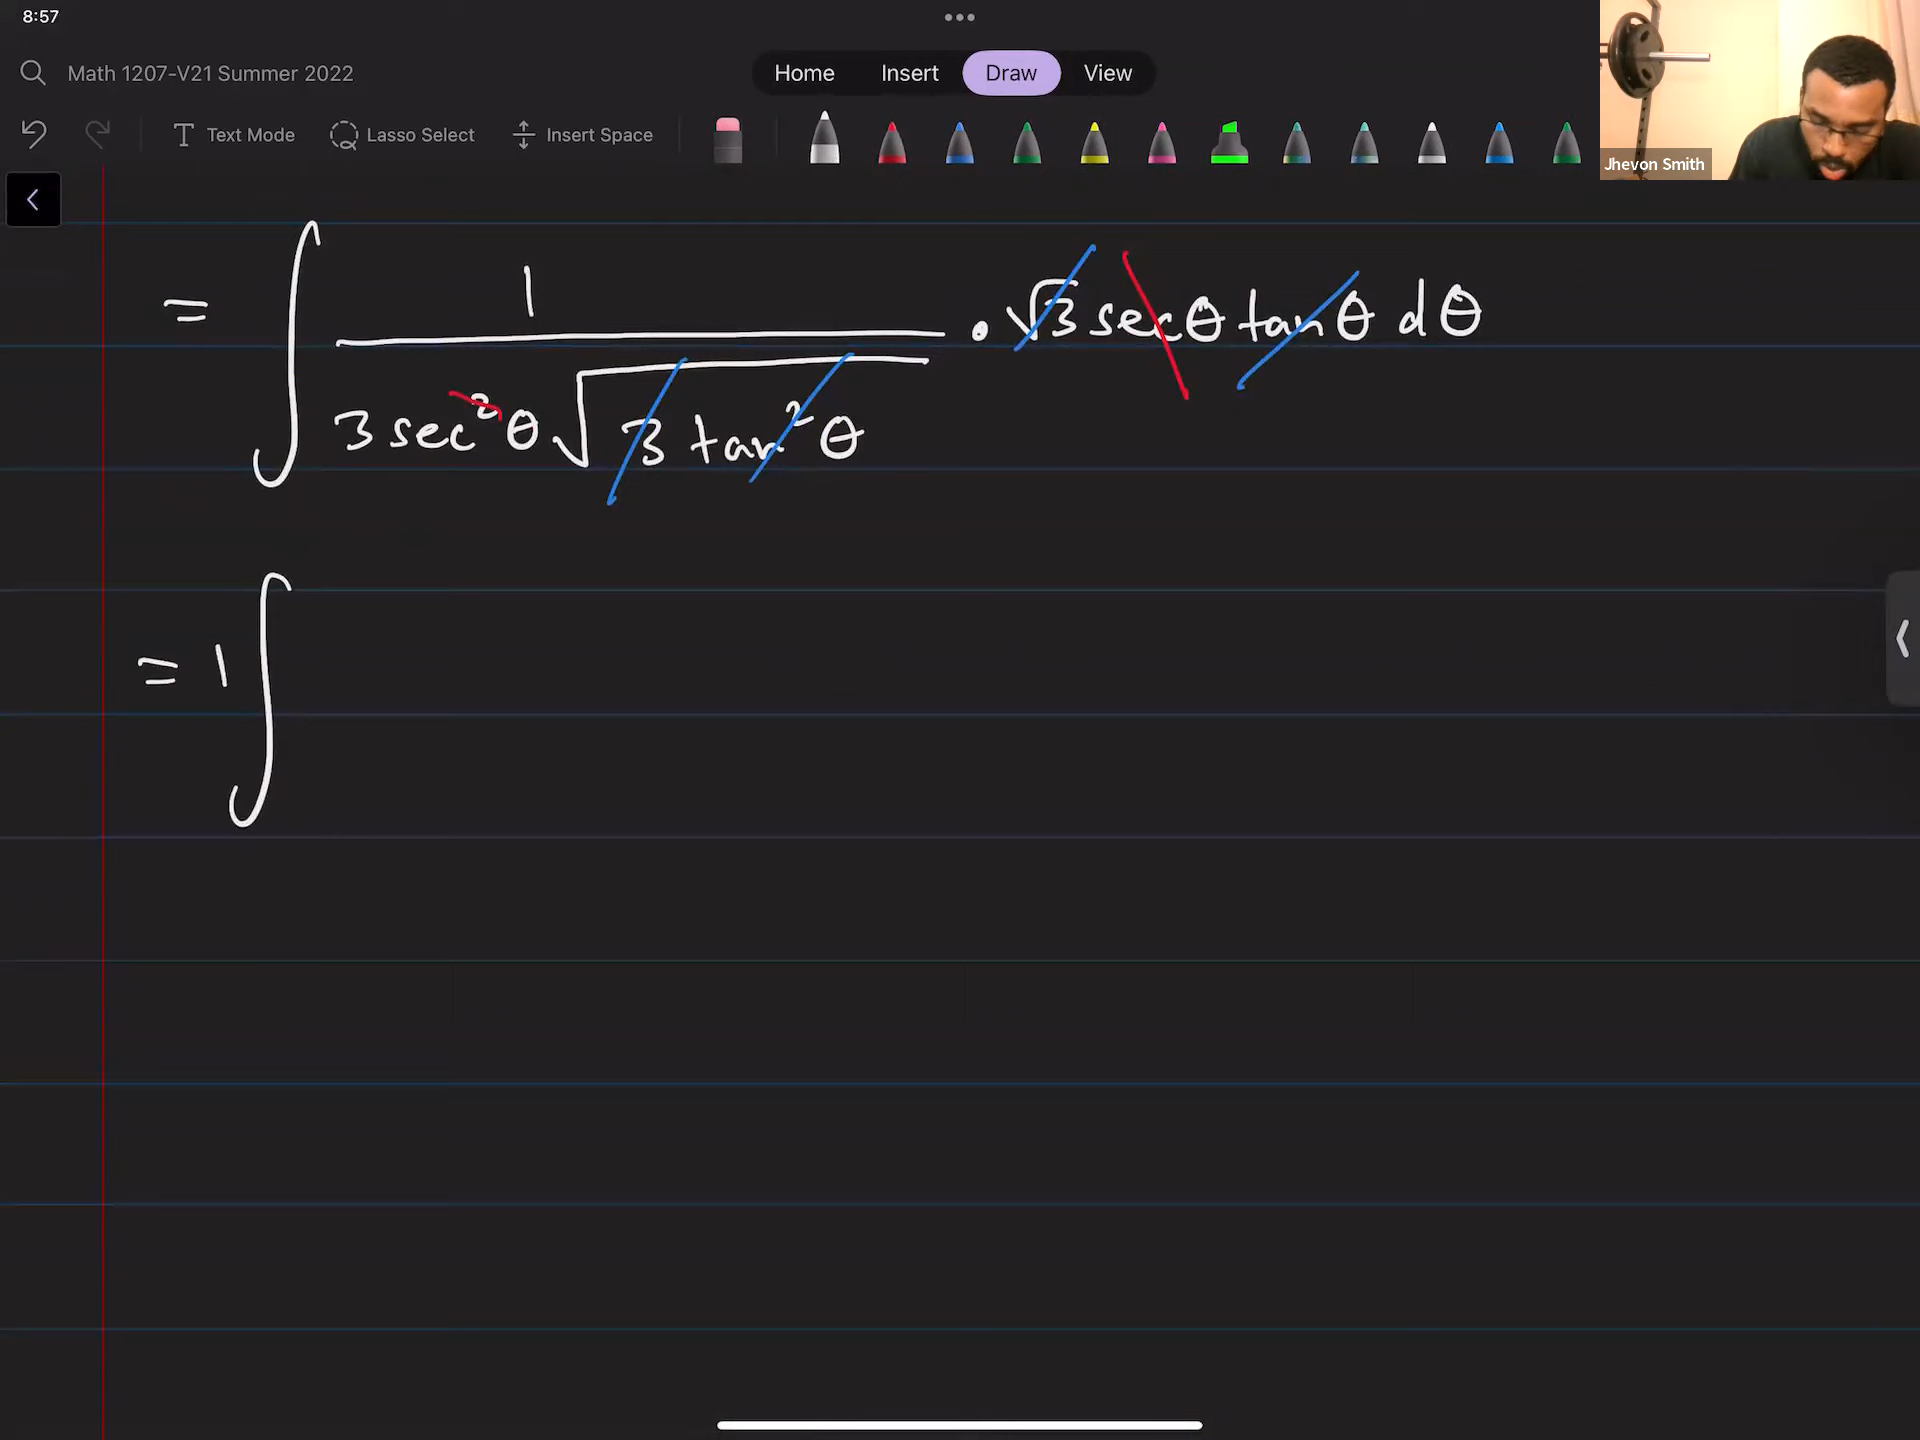 8:57
Math 1207-V21 Summer 2022
Home Insert Draw View
Text Mode Lasso Select Insert Space
Jhevon Smith
= ∫ 1 / (3 sec²θ √(3 tan²θ)) · √3 secθ tanθ dθ
= 1 ∫